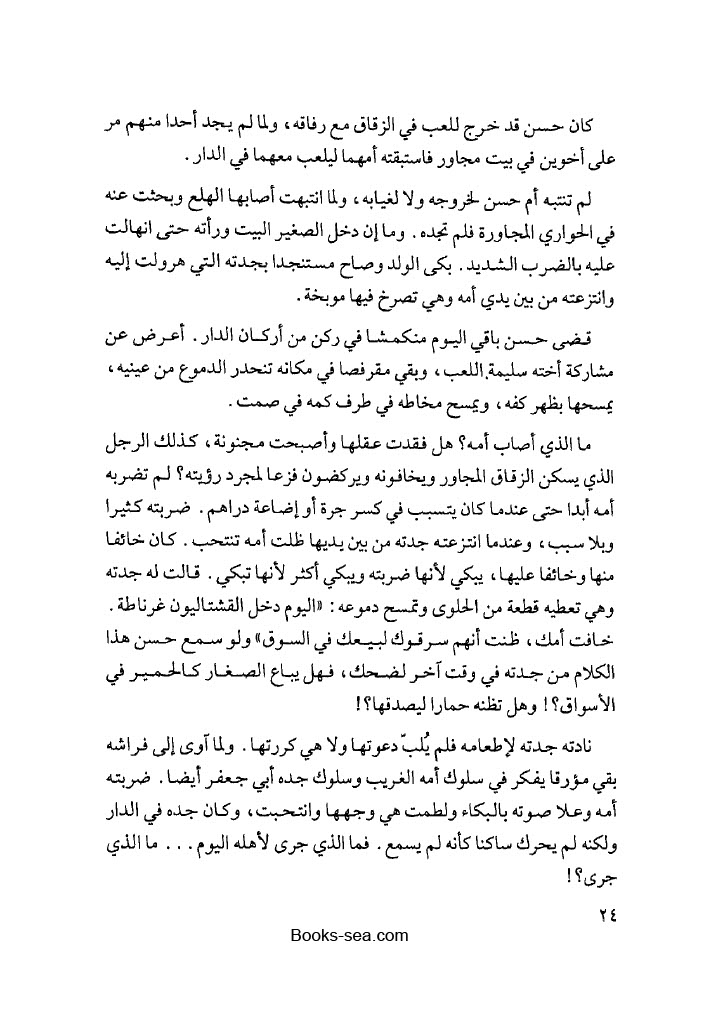 كان حسن قد خرج للعب في الزقاق مع رفاقه، ولما لم يجد أحدا منهم مر
على أخوين في بيت مجاور فاستبقته أمهما ليلعب معهما في الدار.
لم تنتبه أم حسن لخروجه ولا لغيابه، ولما انتبهت أصابها الهلع وبحثت عنه
في الحواري المجاورة فلم تجده. وما إن دخل الصغير البيت ورأته حتى انهالت
عليه بالضرب الشديد. بكى الولد وصاح مستنجدا بجدته التي هرولت إليه
وانتزعته من بين يدي أمه وهي تصرخ فيها موبخة.
قضى حسن باقي اليوم منكمشا في ركن من أركان الدار. أعرض عن
مشاركة أخته سليمة اللعب، وبقي مقرفصا في مكانه تنحدر الدموع من عينيه،
يمسحها بظهر كفه، ويمسح مخاطه في طرف كمه في صمت.
ما الذي أصاب أمه؟ هل فقدت عقلها وأصبحت مجنونة، كذلك الرجل
الذي يسكن الزقاق المجاور ويخافونه ويركضون فزعا لمجرد رؤيته؟ لم تضربه
أمه أبدا حتى عندما كان يتسبب في كسر جرة أو إضاعة دراهم. ضربته كثيرا
وبلا سبب، وعندما انتزعته جدته من بين يديها ظلت أمه تنتحب. كان خائفا
منها وخائفا عليها، يبكي لأنها ضربته ويبكي أكثر لأنها تبكي. قالت له جدته
وهي تعطيه قطعة من الحلوى وتمسح دموعه: «اليوم دخل القشتاليون غرناطة.
خافت أمك، ظنت أنهم سرقوك لبيعك في السوق» ولو سمع حسن هذا
الكلام من جدته في وقت آخر لضحك، فهل يباع الصغار كالحمير في
الأسواق؟! وهل تظنه حمارا ليصدقها؟!
نادته جدته لإطعامه فلم يُلبّ دعوتها ولا هي كررتها. ولما آوى إلى فراشه
بقي مؤرقا يفكر في سلوك أمه الغريب وسلوك جده أبي جعفر أيضا. ضربته
أمه وعلا صوته بالبكاء ولطمت هي وجهها وانتحبت، وكان جده في الدار
ولكنه لم يحرك ساكنا كأنه لم يسمع. فما الذي جرى لأهله اليوم... ما الذي
جرى؟!
٢٤
Books-sea.com